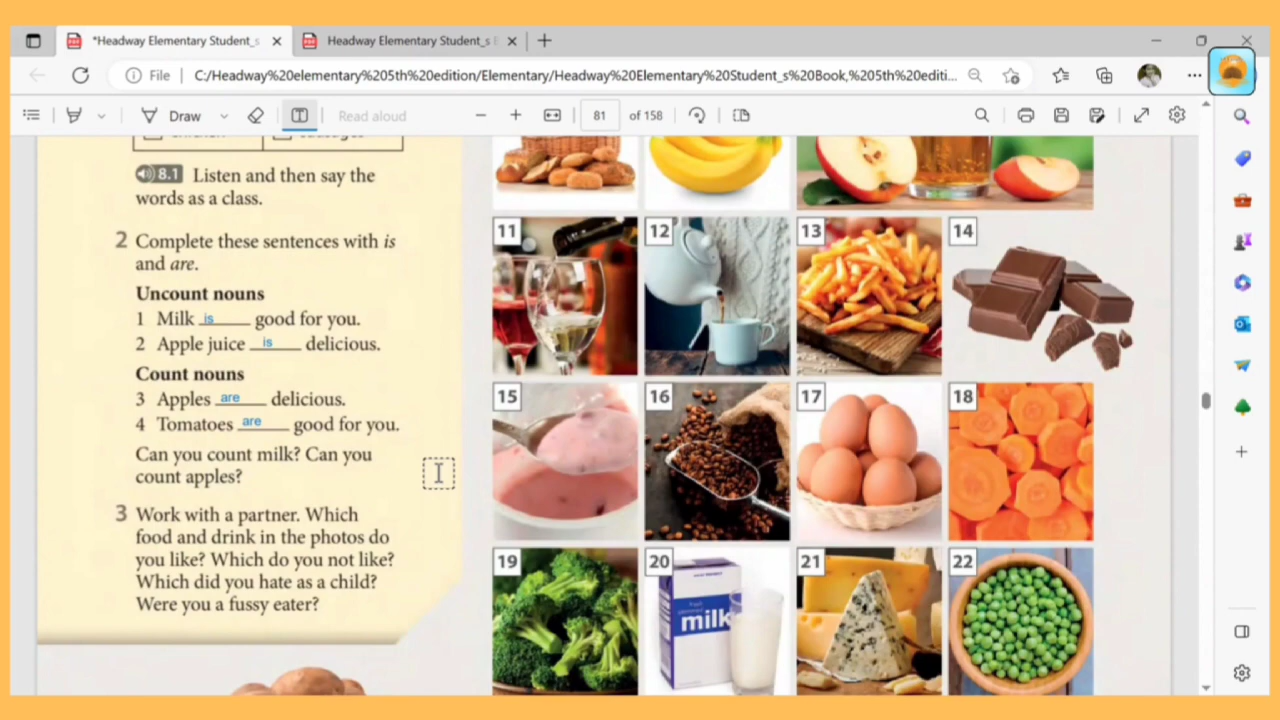 *Headway Elementary Student_s
Headway Elementary Student_s E
File
C:/Headway%20elementary%205th%20edition/Elementary/Headway%20Elementary%20Student_s%20Book,%205th%20editi...
Draw
Read aloud
81
of 158
8.1 Listen and then say the
words as a class.
2 Complete these sentences with is
and are.
Uncount nouns
1 Milk is good for you.
2 Apple juice is delicious.
Count nouns
3 Apples are delicious.
4 Tomatoes are good for you.
Can you count milk? Can you
count apples?
3 Work with a partner. Which
food and drink in the photos do
you like? Which do you not like?
Which did you hate as a child?
Were you a fussy eater?
11
12
13
14
15
16
17
18
19
20
milk
21
22